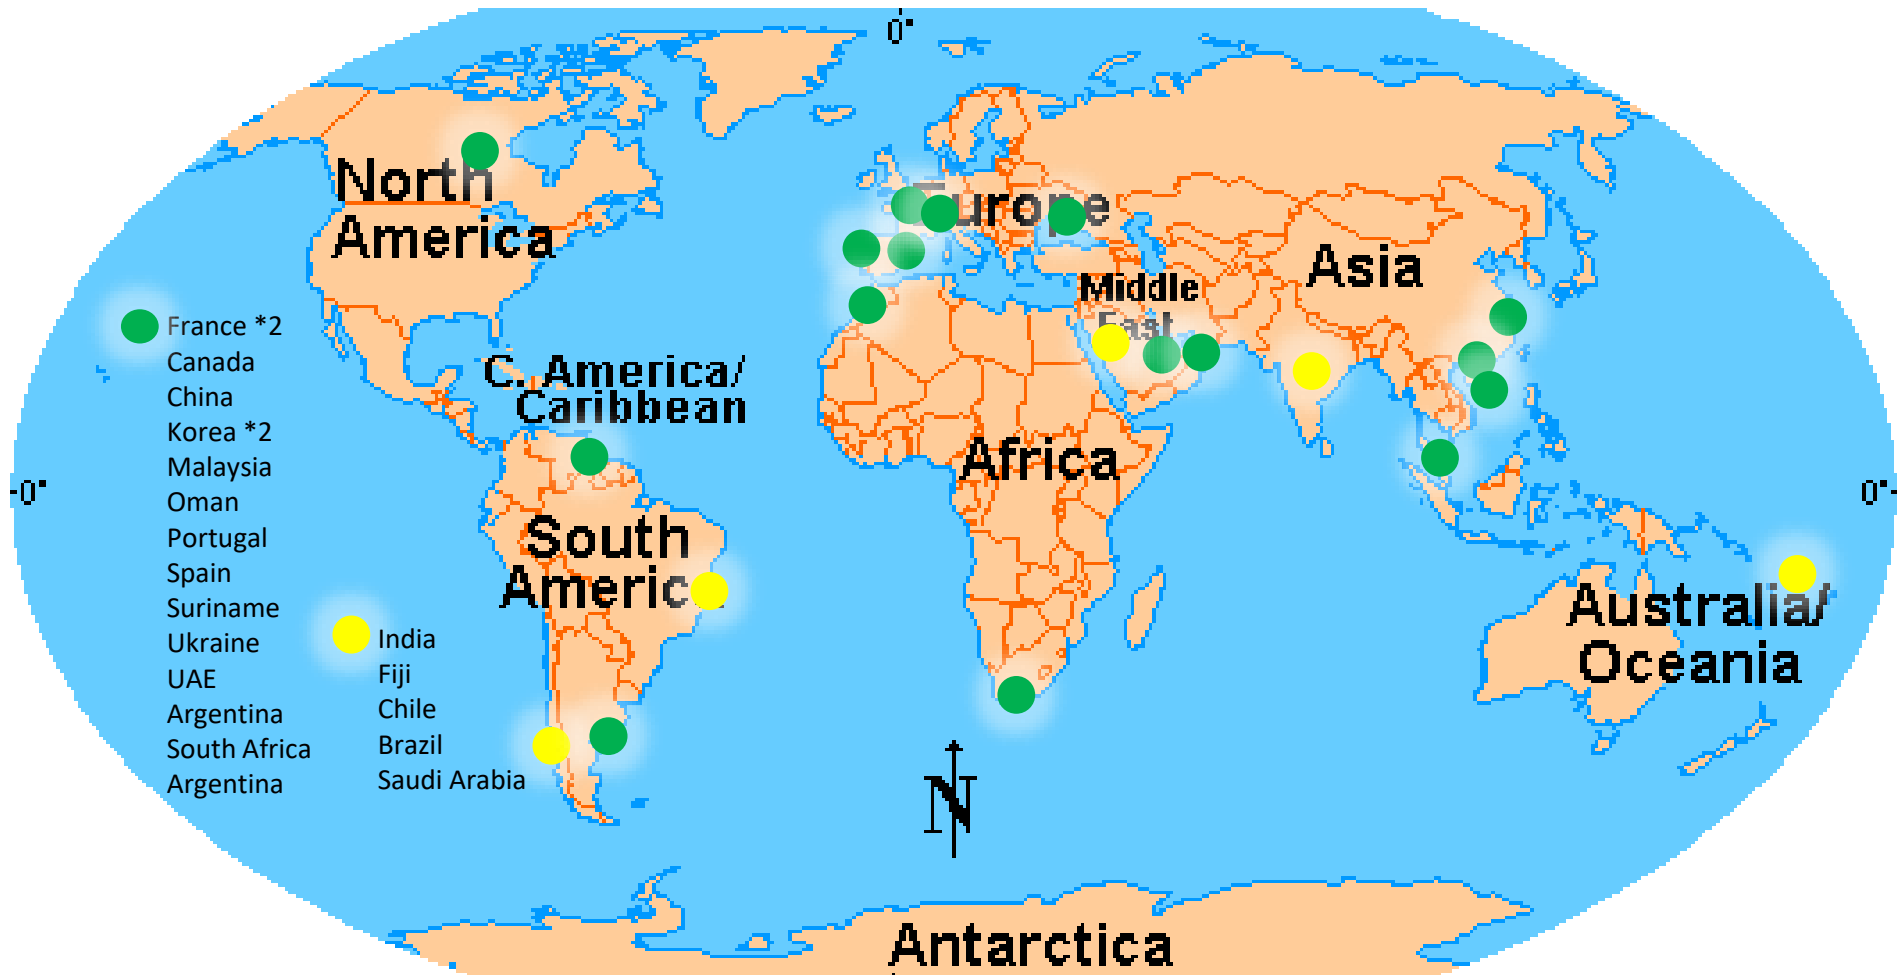 0°
North
America
Europe
Asia
Middle
East
France *2
Canada
China
Korea *2
Malaysia
Oman
Portugal
Spain
Suriname
Ukraine
UAE
Argentina
South Africa
Argentina
C. America/
Caribbean
Africa
-0°
0°-
South
Americ
India
Fiji
Chile
Brazil
Saudi Arabia
Australia/
Oceania
N
Antarctica